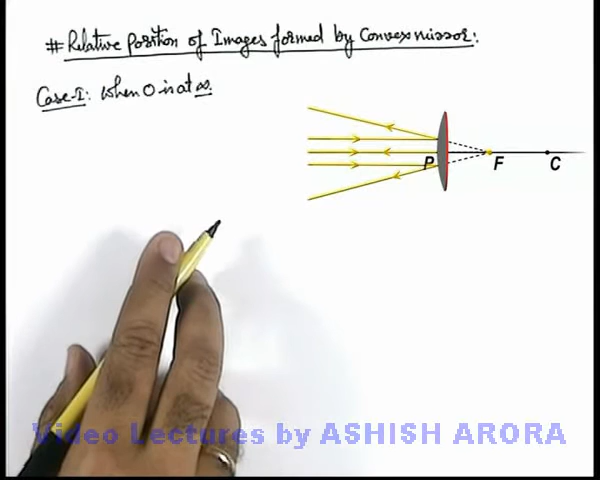 # Relative Position of Images formed by Convex mirror:
Case-I: when O is at ∞.
P F C
Video Lectures by ASHISH ARORA